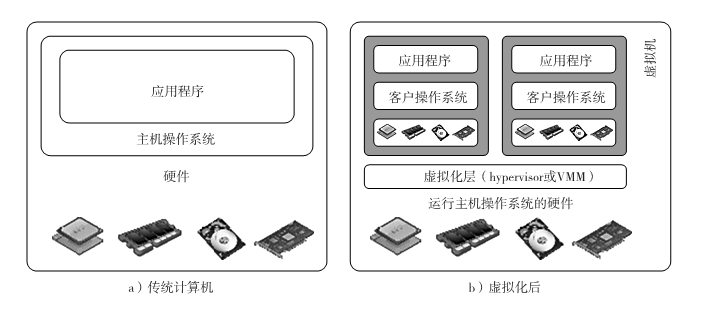 应用程序
主机操作系统
硬件
a）传统计算机
应用程序
客户操作系统
应用程序
客户操作系统
虚拟机
虚拟化层（hypervisor或VMM）
运行主机操作系统的硬件
b）虚拟化后